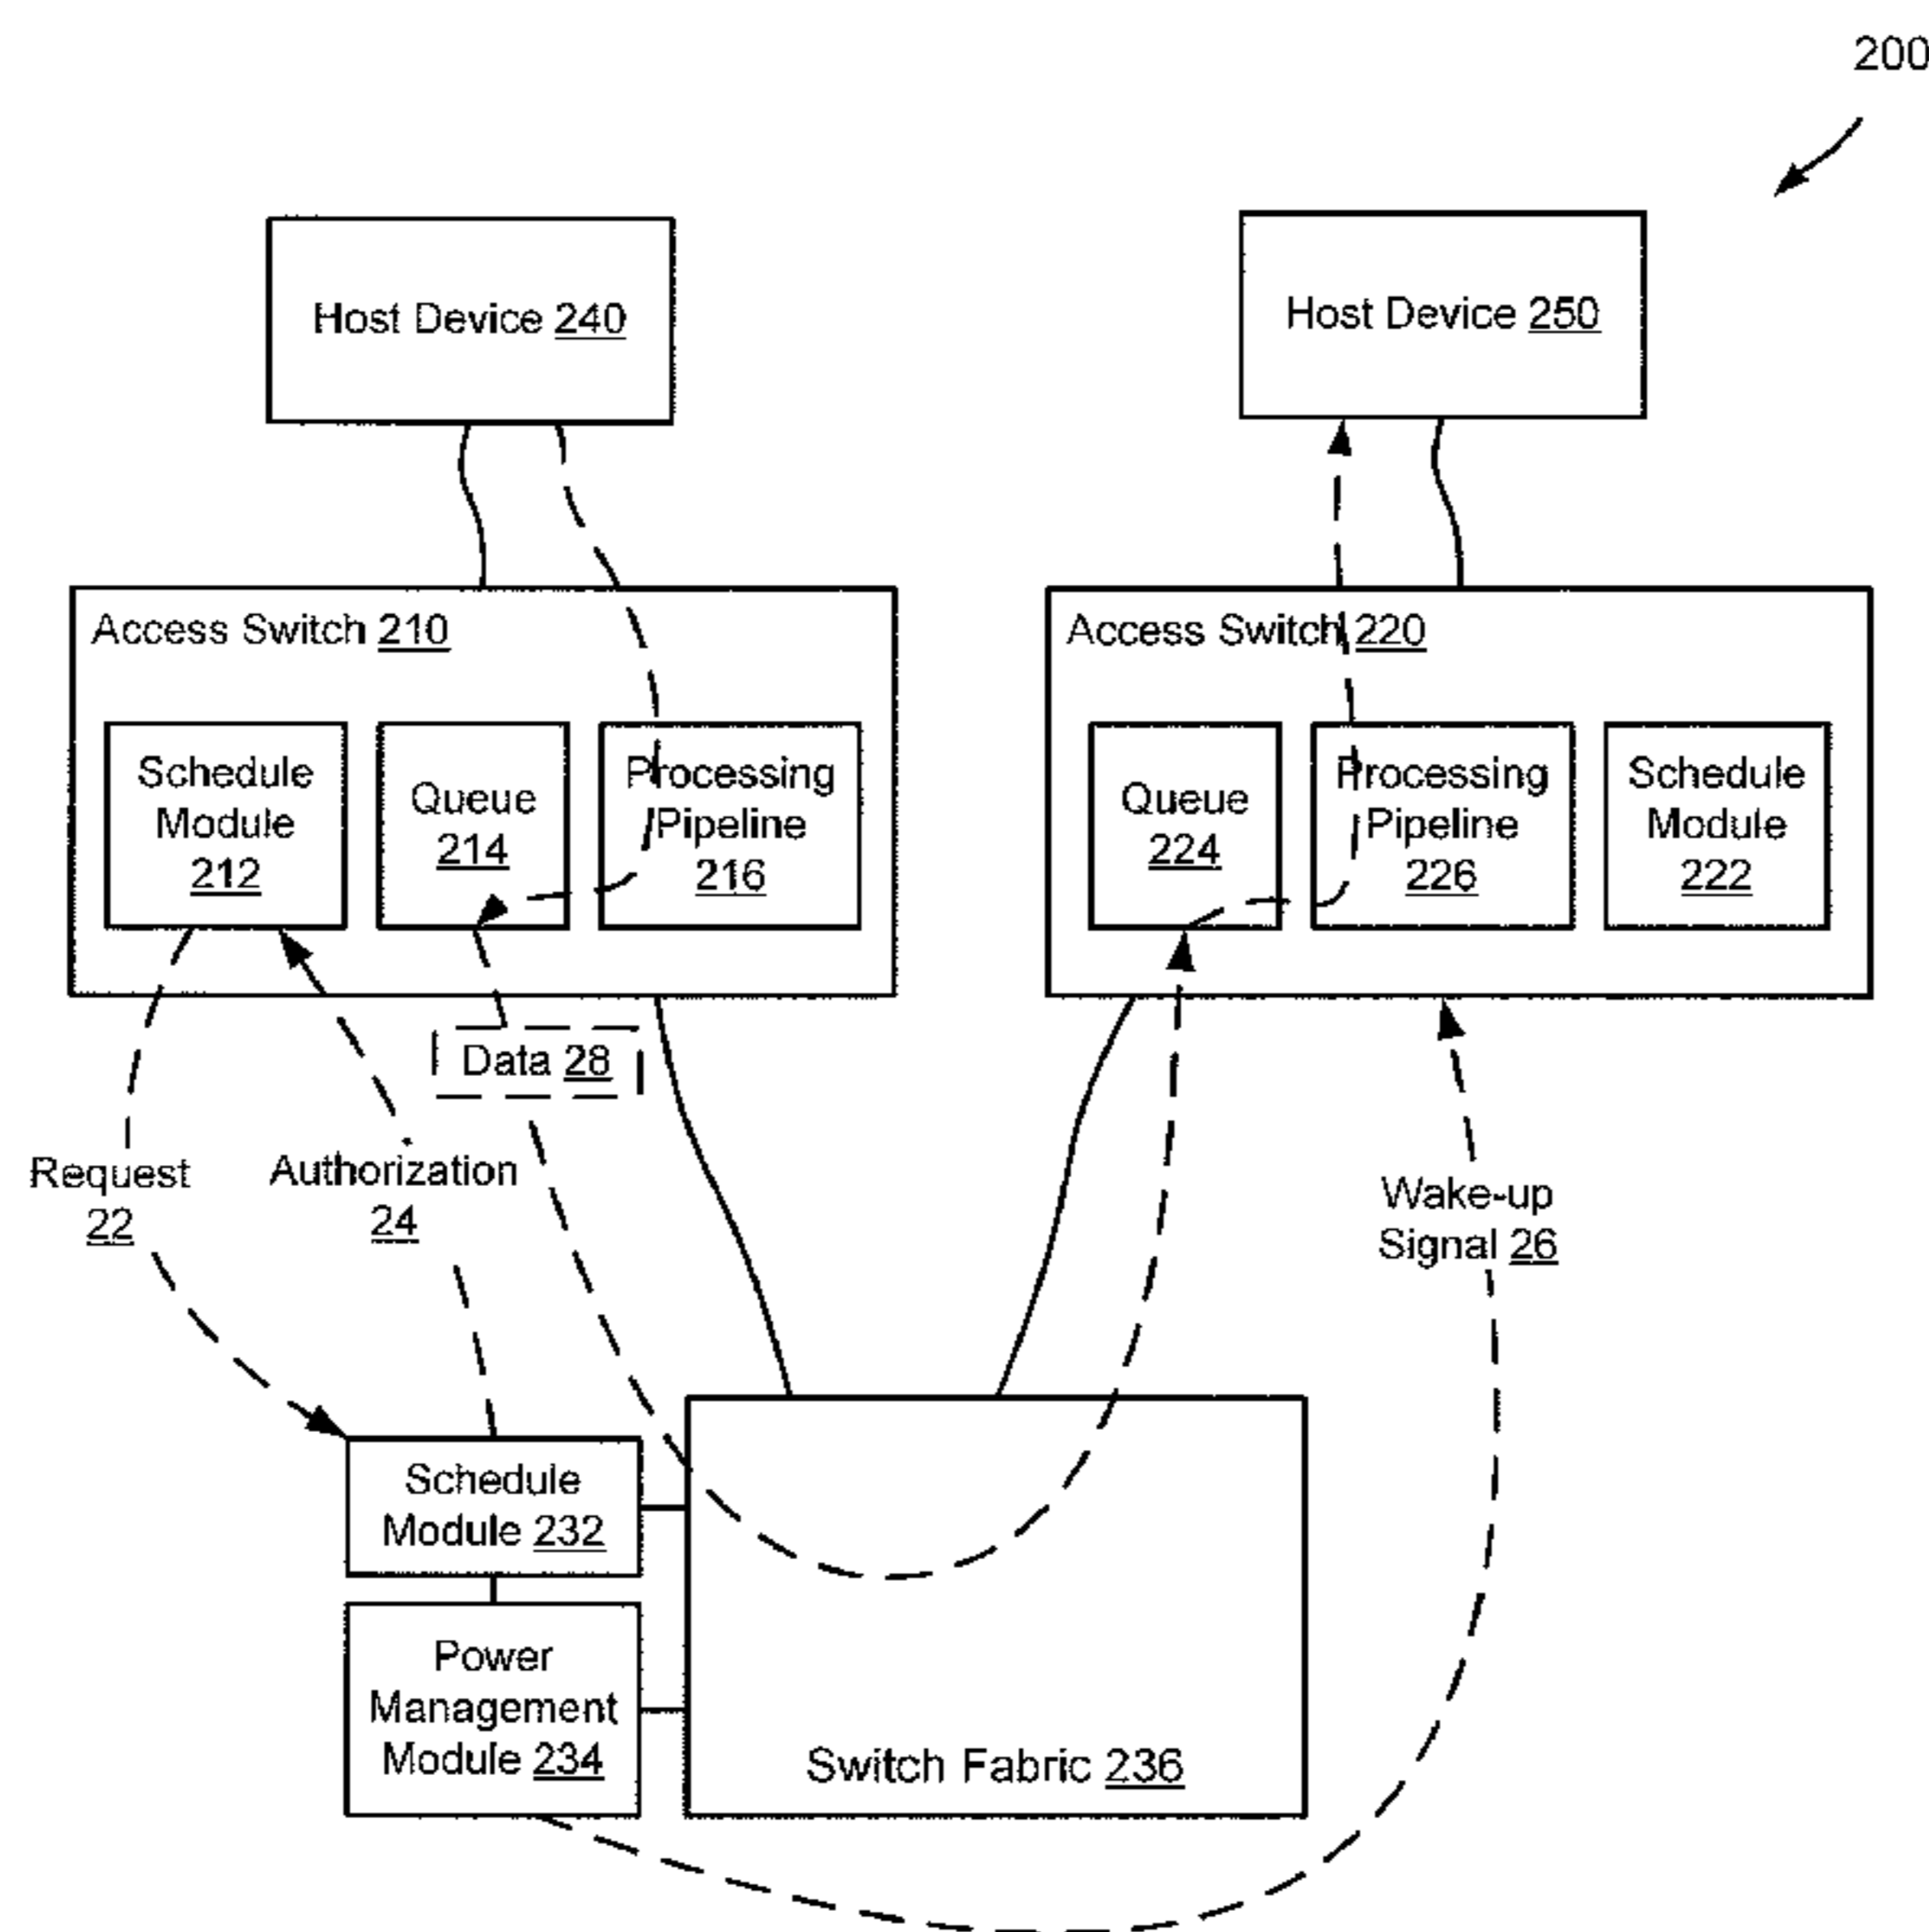 200
Host Device 240
Host Device 250
Access Switch 210
Access Switch 220
Schedule
Module
212
Queue
214
Processing
Pipeline
216
Queue
224
Processing
Pipeline
226
Schedule
Module
222
Data 28
Request
22
Authorization
24
Wake-up
Signal 26
Schedule
Module 232
Power
Management
Module 234
Switch Fabric 236